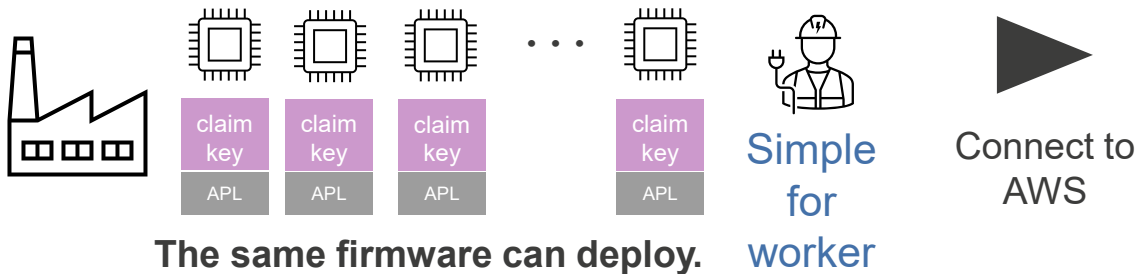 . . .
claim
key
APL
claim
key
APL
claim
key
APL
claim
key
APL
The same firmware can deploy.
Simple
for
worker
Connect to
AWS